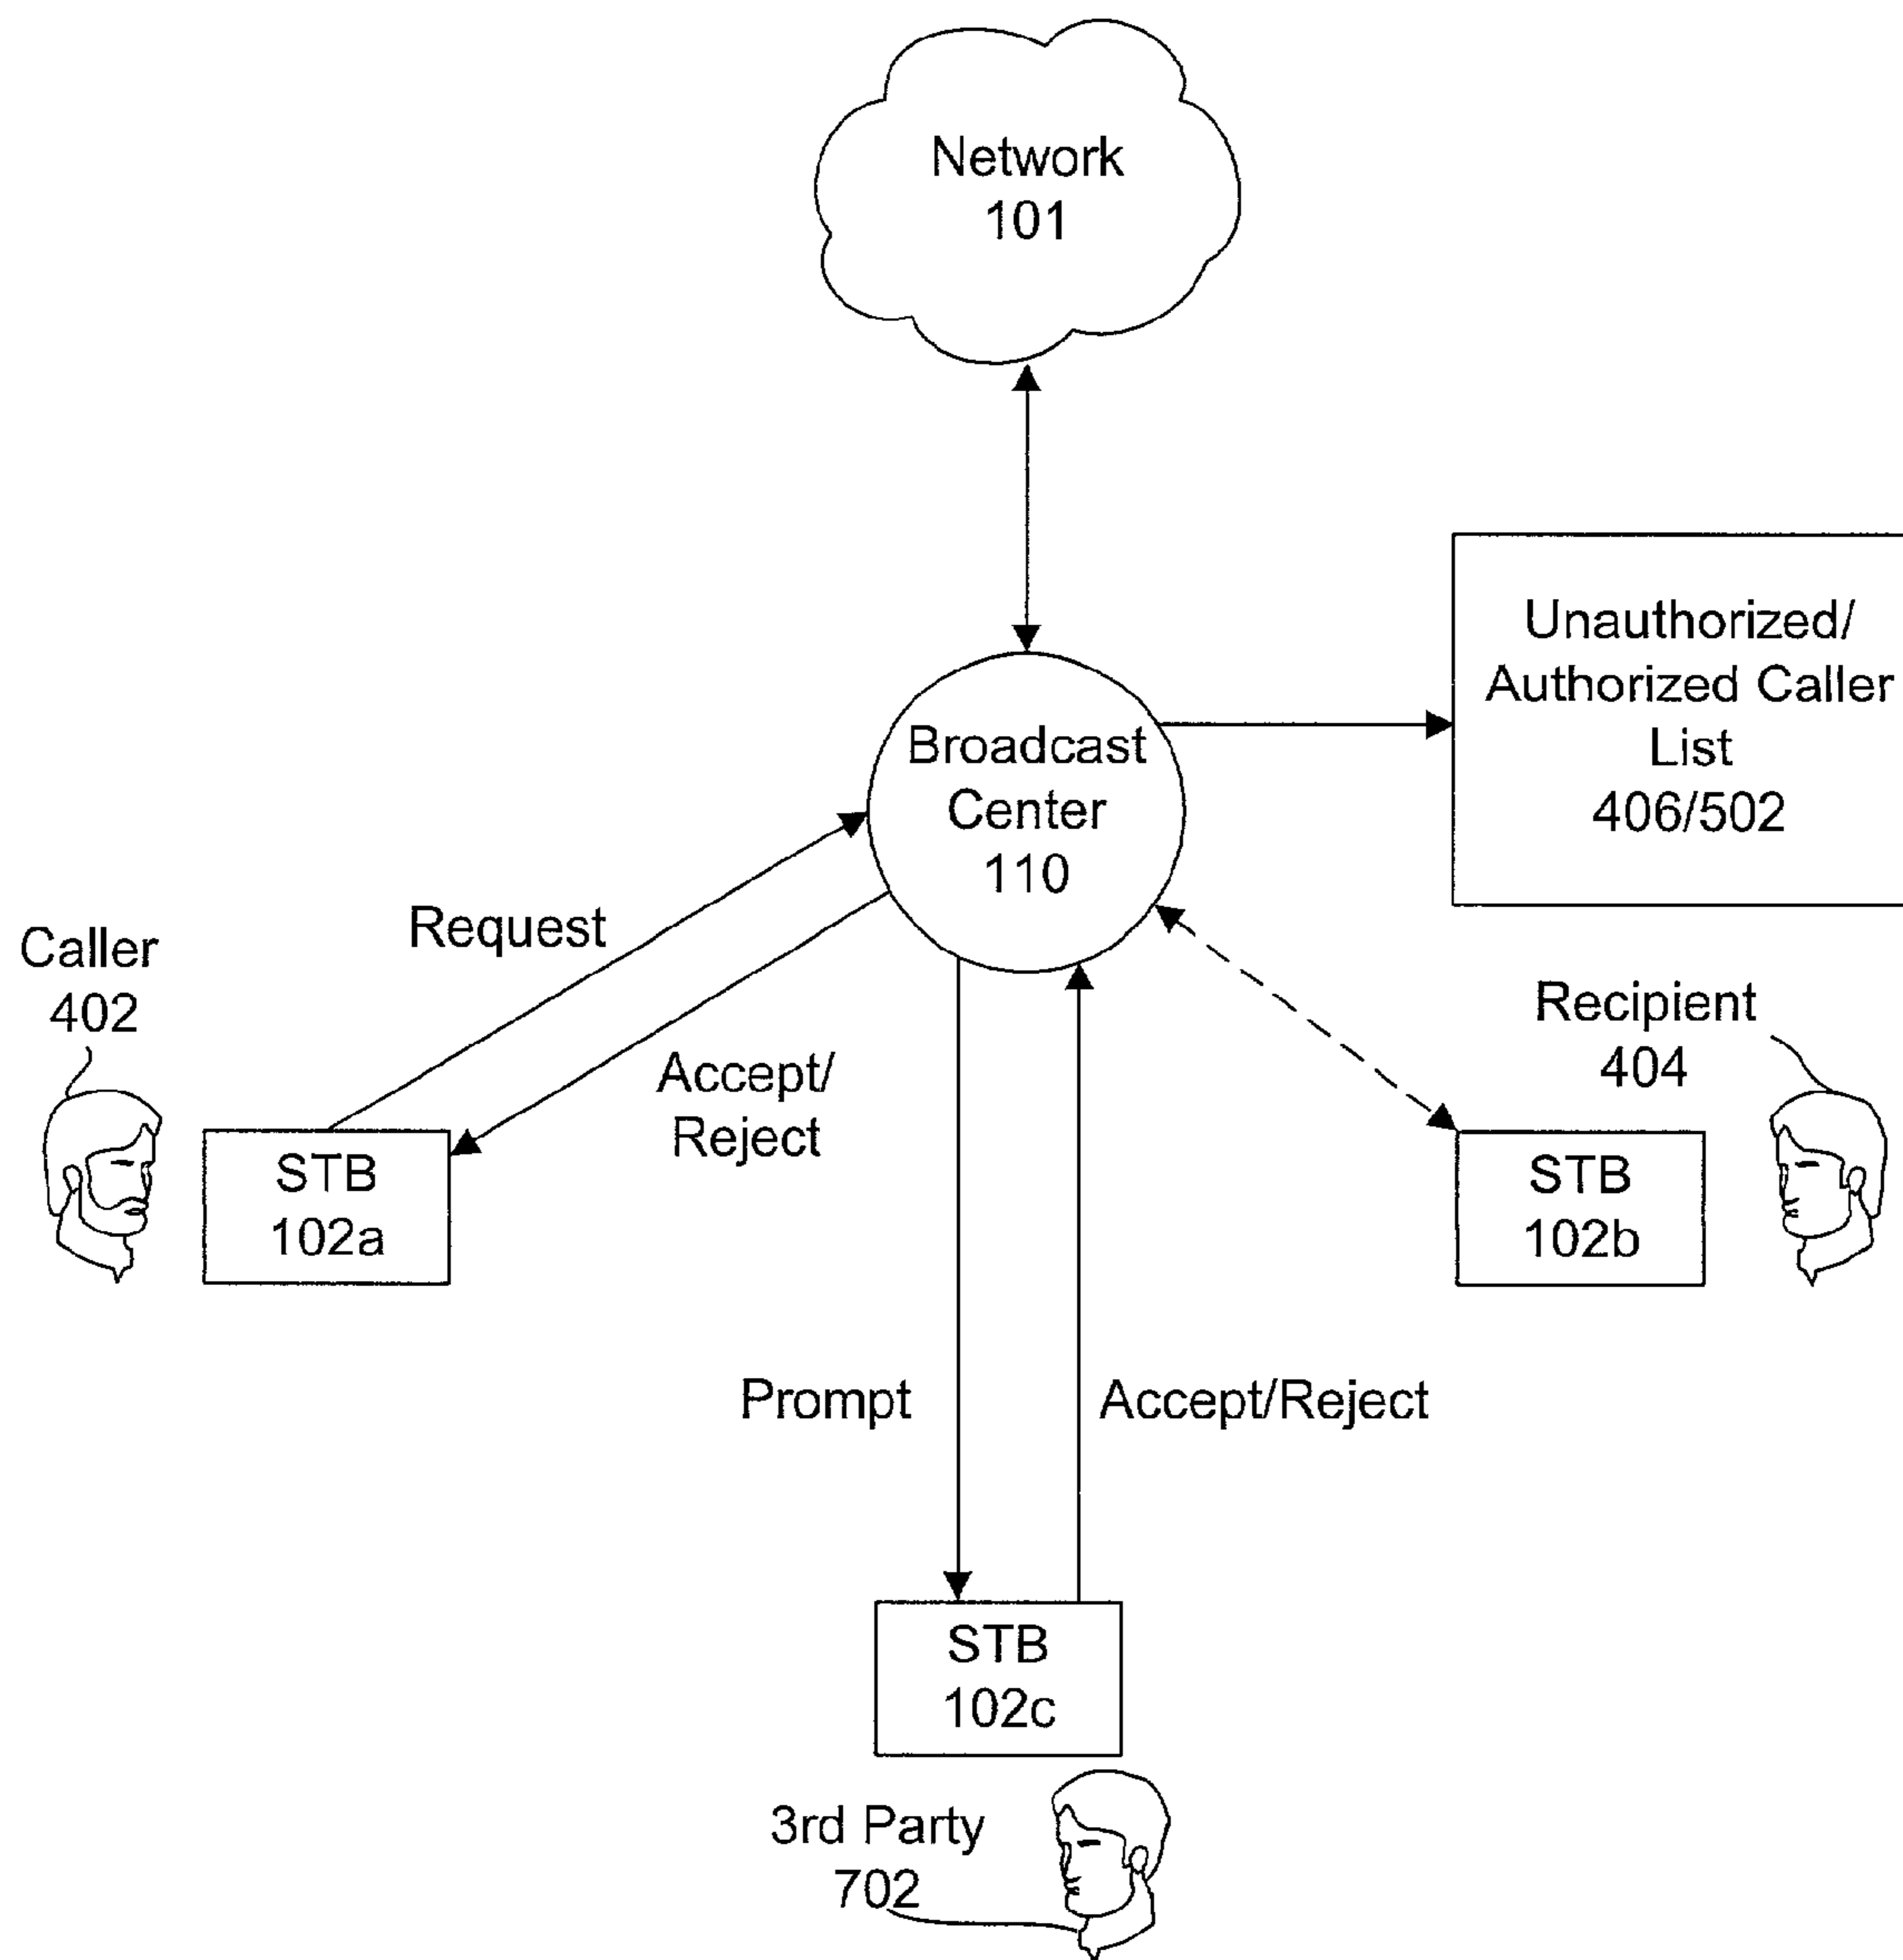 Network
101
Unauthorized/
Authorized Caller
List
406/502
Broadcast
Center
110
Request
Caller
402
Accept/
Reject
Recipient
404
STB
102a
STB
102b
Prompt
Accept/Reject
STB
102c
3rd Party
702